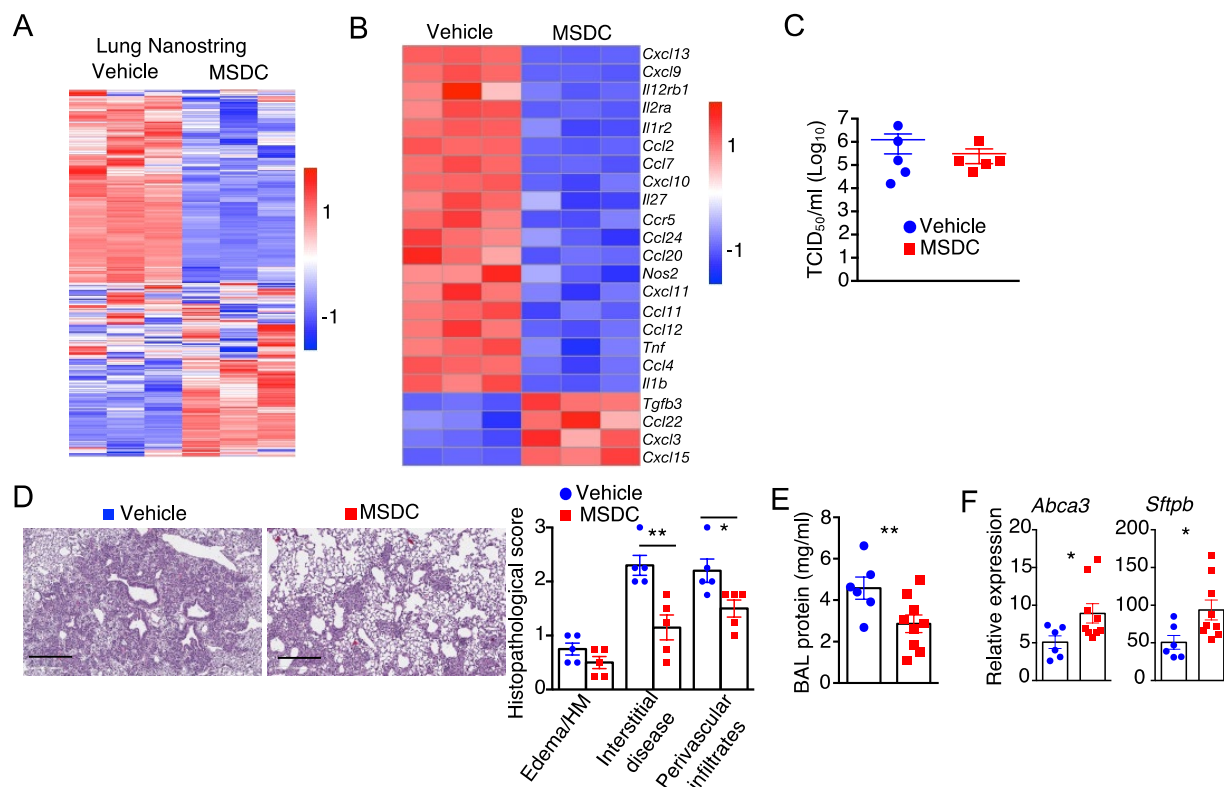 A
Lung Nanostring
Vehicle MSDC
1
-1
B
Vehicle MSDC
Cxcl13
Cxcl9
Il12rb1
Il2ra
Il1r2
Ccl2
Ccl7
Cxcl10
Il27
Ccr5
Ccl24
Ccl20
Nos2
Cxcl11
Ccl11
Ccl12
Tnf
Ccl4
Il1b
Tgfb3
Ccl22
Cxcl3
Cxcl15
1
-1
C
TCID50/ml (Log10)
7
6
5
4
3
2
1
0
Vehicle
MSDC
D
Vehicle MSDC
Vehicle
MSDC
Histopathological score
3
2
1
0
**
*
Edema/HM
Interstitial
disease
Perivascular
infiltrates
E
BAL protein (mg/ml)
8
6
4
2
0
**
F
Abca3 Sftpb
Relative expression
15
10
5
0
*
200
150
100
50
0
*